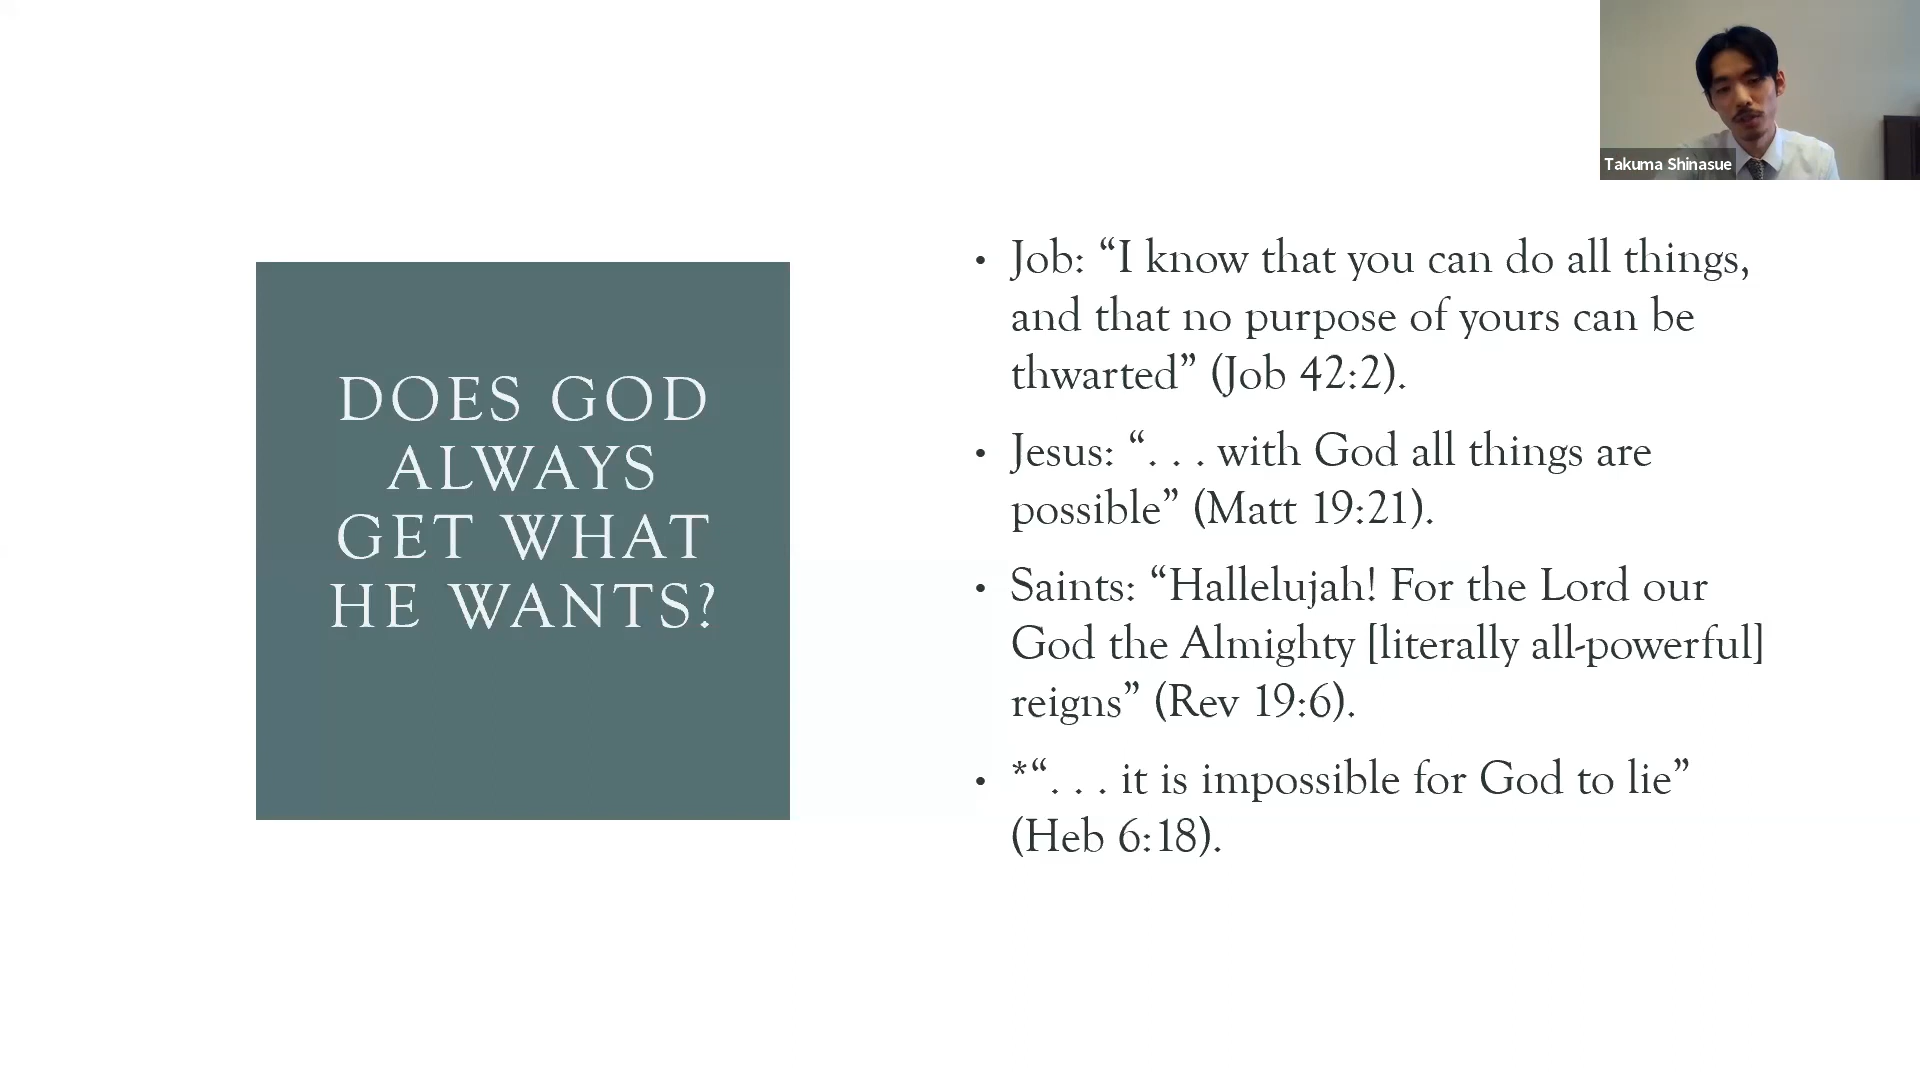 Takuma Shinasue
DOES GOD
ALWAYS
GET WHAT
HE WANTS?
• Job: “I know that you can do all things,
and that no purpose of yours can be
thwarted” (Job 42:2).
• Jesus: “. . . with God all things are
possible” (Matt 19:21).
• Saints: “Hallelujah! For the Lord our
God the Almighty [literally all-powerful]
reigns” (Rev 19:6).
• *“. . . it is impossible for God to lie”
(Heb 6:18).